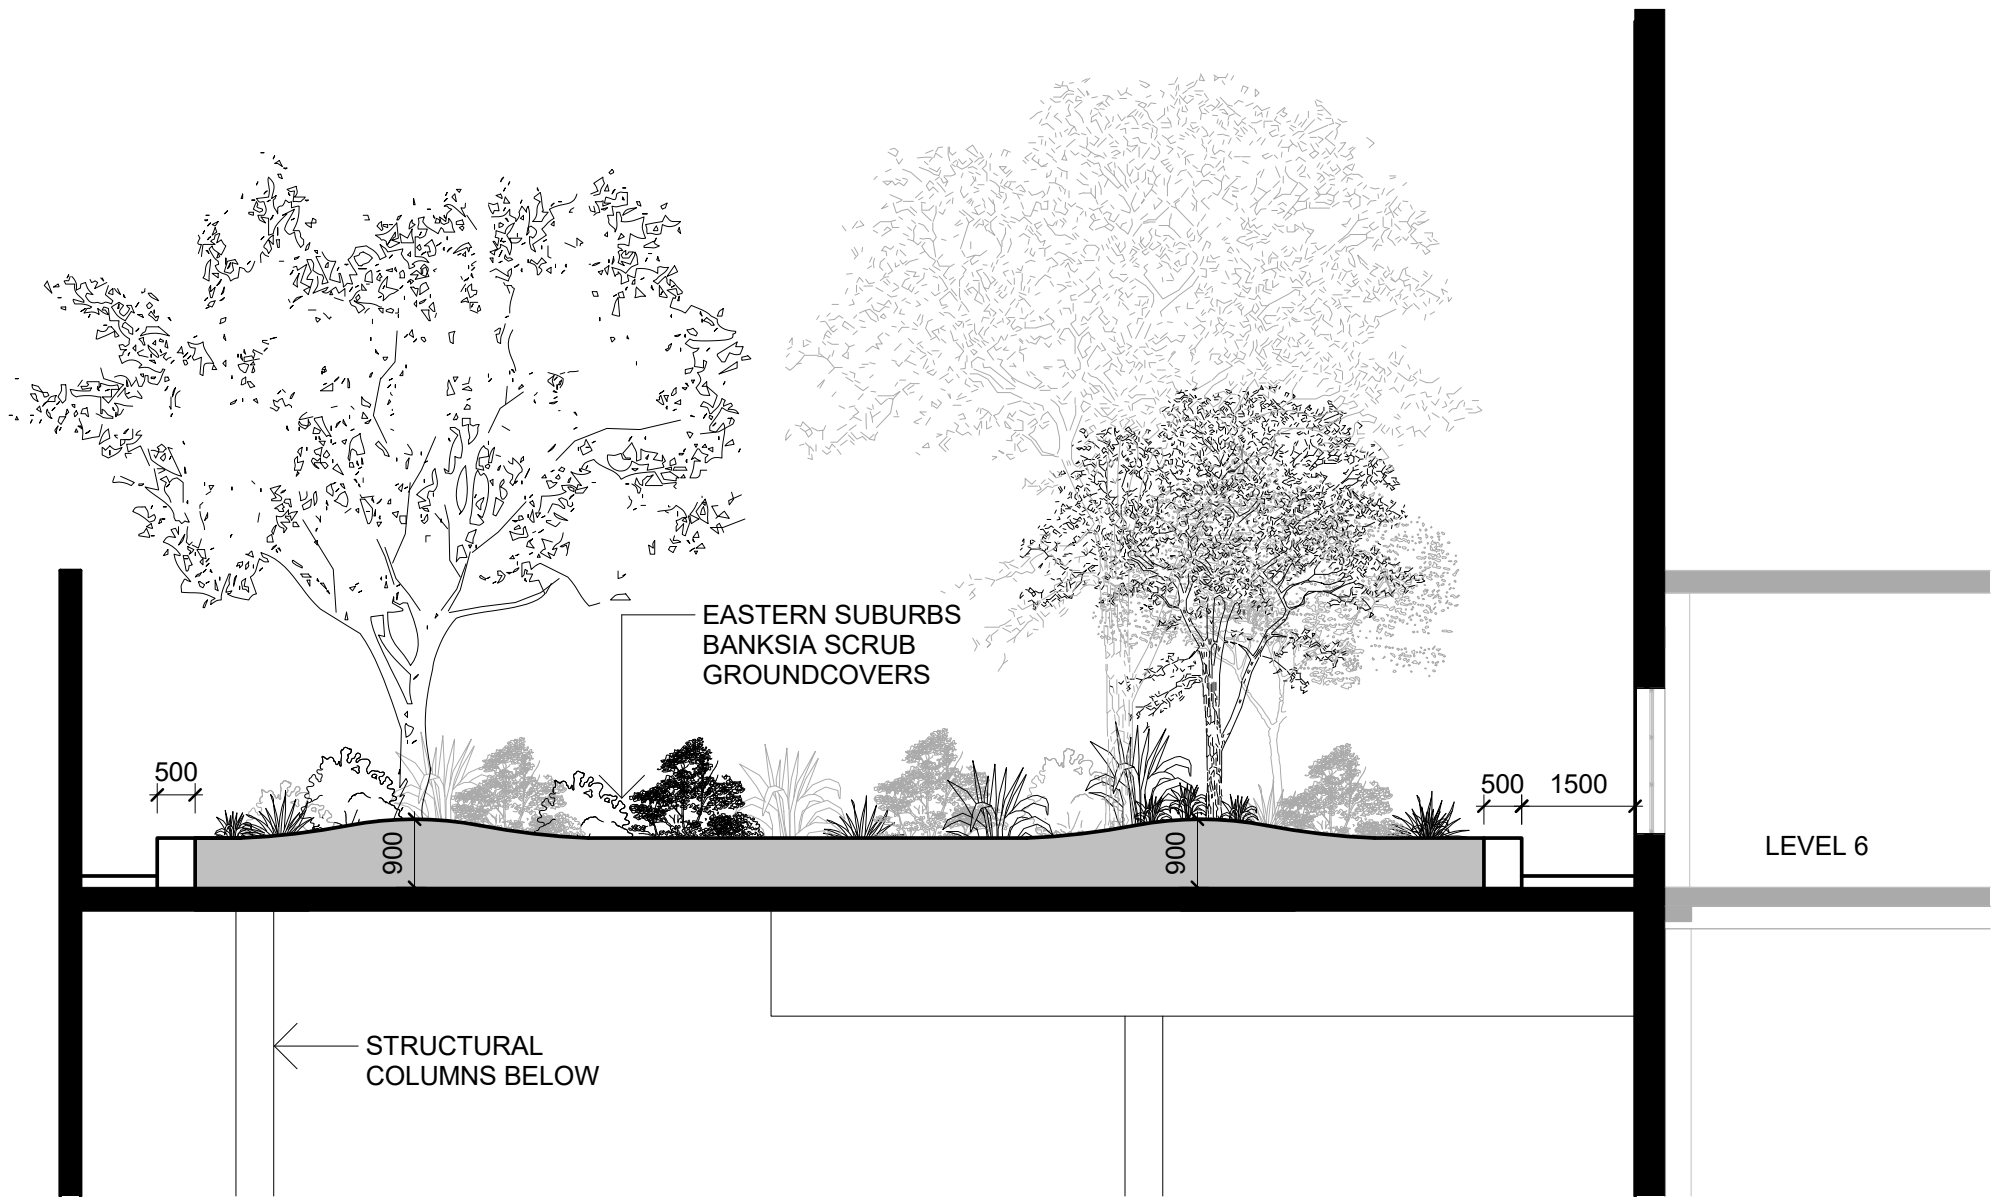 EASTERN SUBURBS
BANKSIA SCRUB
GROUNDCOVERS
500
500
1500
900
900
LEVEL 6
STRUCTURAL
COLUMNS BELOW